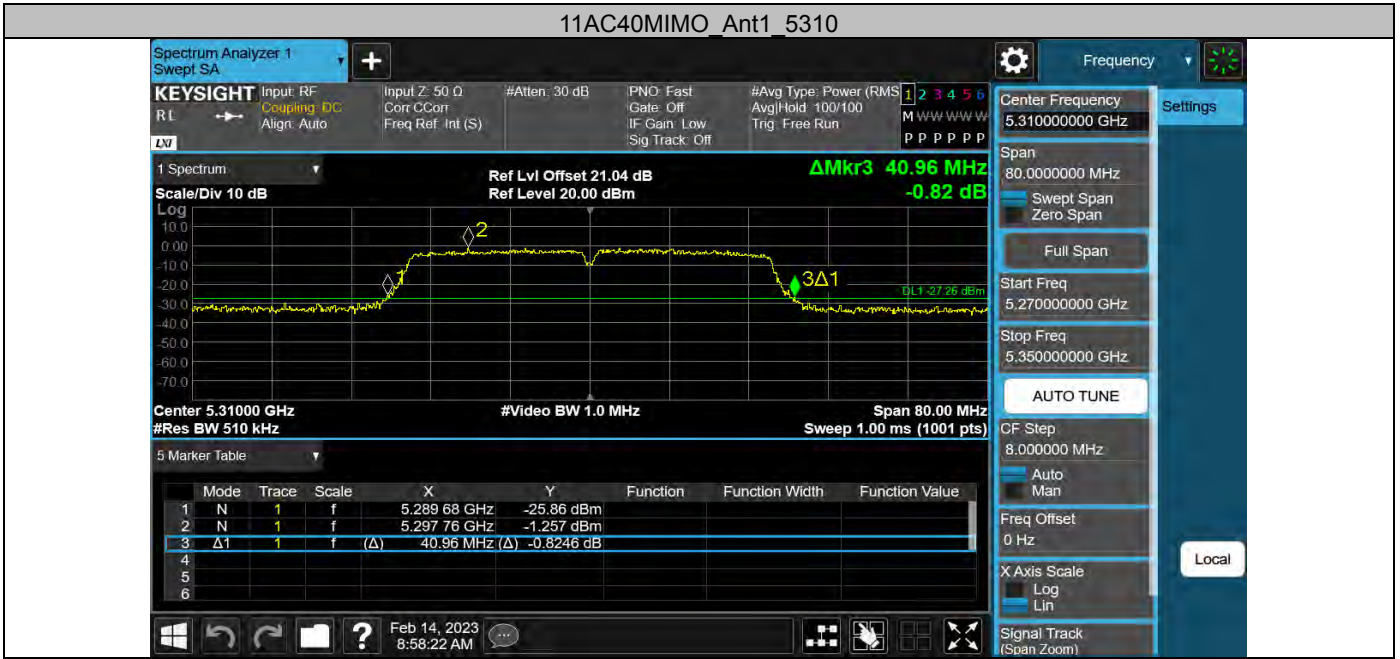 11AC40MIMO_Ant1_5310
Spectrum Analyzer 1
Swept SA
Frequency
KEYSIGHT
RL
LXI
Input: RF
Coupling: DC
Align: Auto
Input Z: 50 Ω
Corr CCorr
Freq Ref: Int (S)
#Atten: 30 dB
PNO: Fast
Gate: Off
IF Gain: Low
Sig Track: Off
#Avg Type: Power (RMS
Avg|Hold: 100/100
Trig: Free Run
1 2 3 4 5 6
M W W W W W
P P P P P P
1 Spectrum
Scale/Div 10 dB
Log
Ref Lvl Offset 21.04 dB
Ref Level 20.00 dBm
ΔMkr3 40.96 MHz
-0.82 dB
10.0
0.00
-10.0
-20.0
-30.0
-40.0
-50.0
-60.0
-70.0
1
2
3Δ1
DL1 -27.26 dBm
Center 5.31000 GHz
#Video BW 1.0 MHz
Span 80.00 MHz
#Res BW 510 kHz
Sweep 1.00 ms (1001 pts)
5 Marker Table
Mode Trace Scale X Y Function Function Width Function Value
1 N 1 f 5.289 68 GHz -25.86 dBm
2 N 1 f 5.297 76 GHz -1.257 dBm
3 Δ1 1 f (Δ) 40.96 MHz (Δ) -0.8246 dB
4
5
6
Feb 14, 2023
8:58:22 AM
Center Frequency
5.310000000 GHz
Settings
Span
80.0000000 MHz
Swept Span
Zero Span
Full Span
Start Freq
5.270000000 GHz
Stop Freq
5.350000000 GHz
AUTO TUNE
CF Step
8.000000 MHz
Auto
Man
Freq Offset
0 Hz
X Axis Scale
Log
Lin
Local
Signal Track
(Span Zoom)